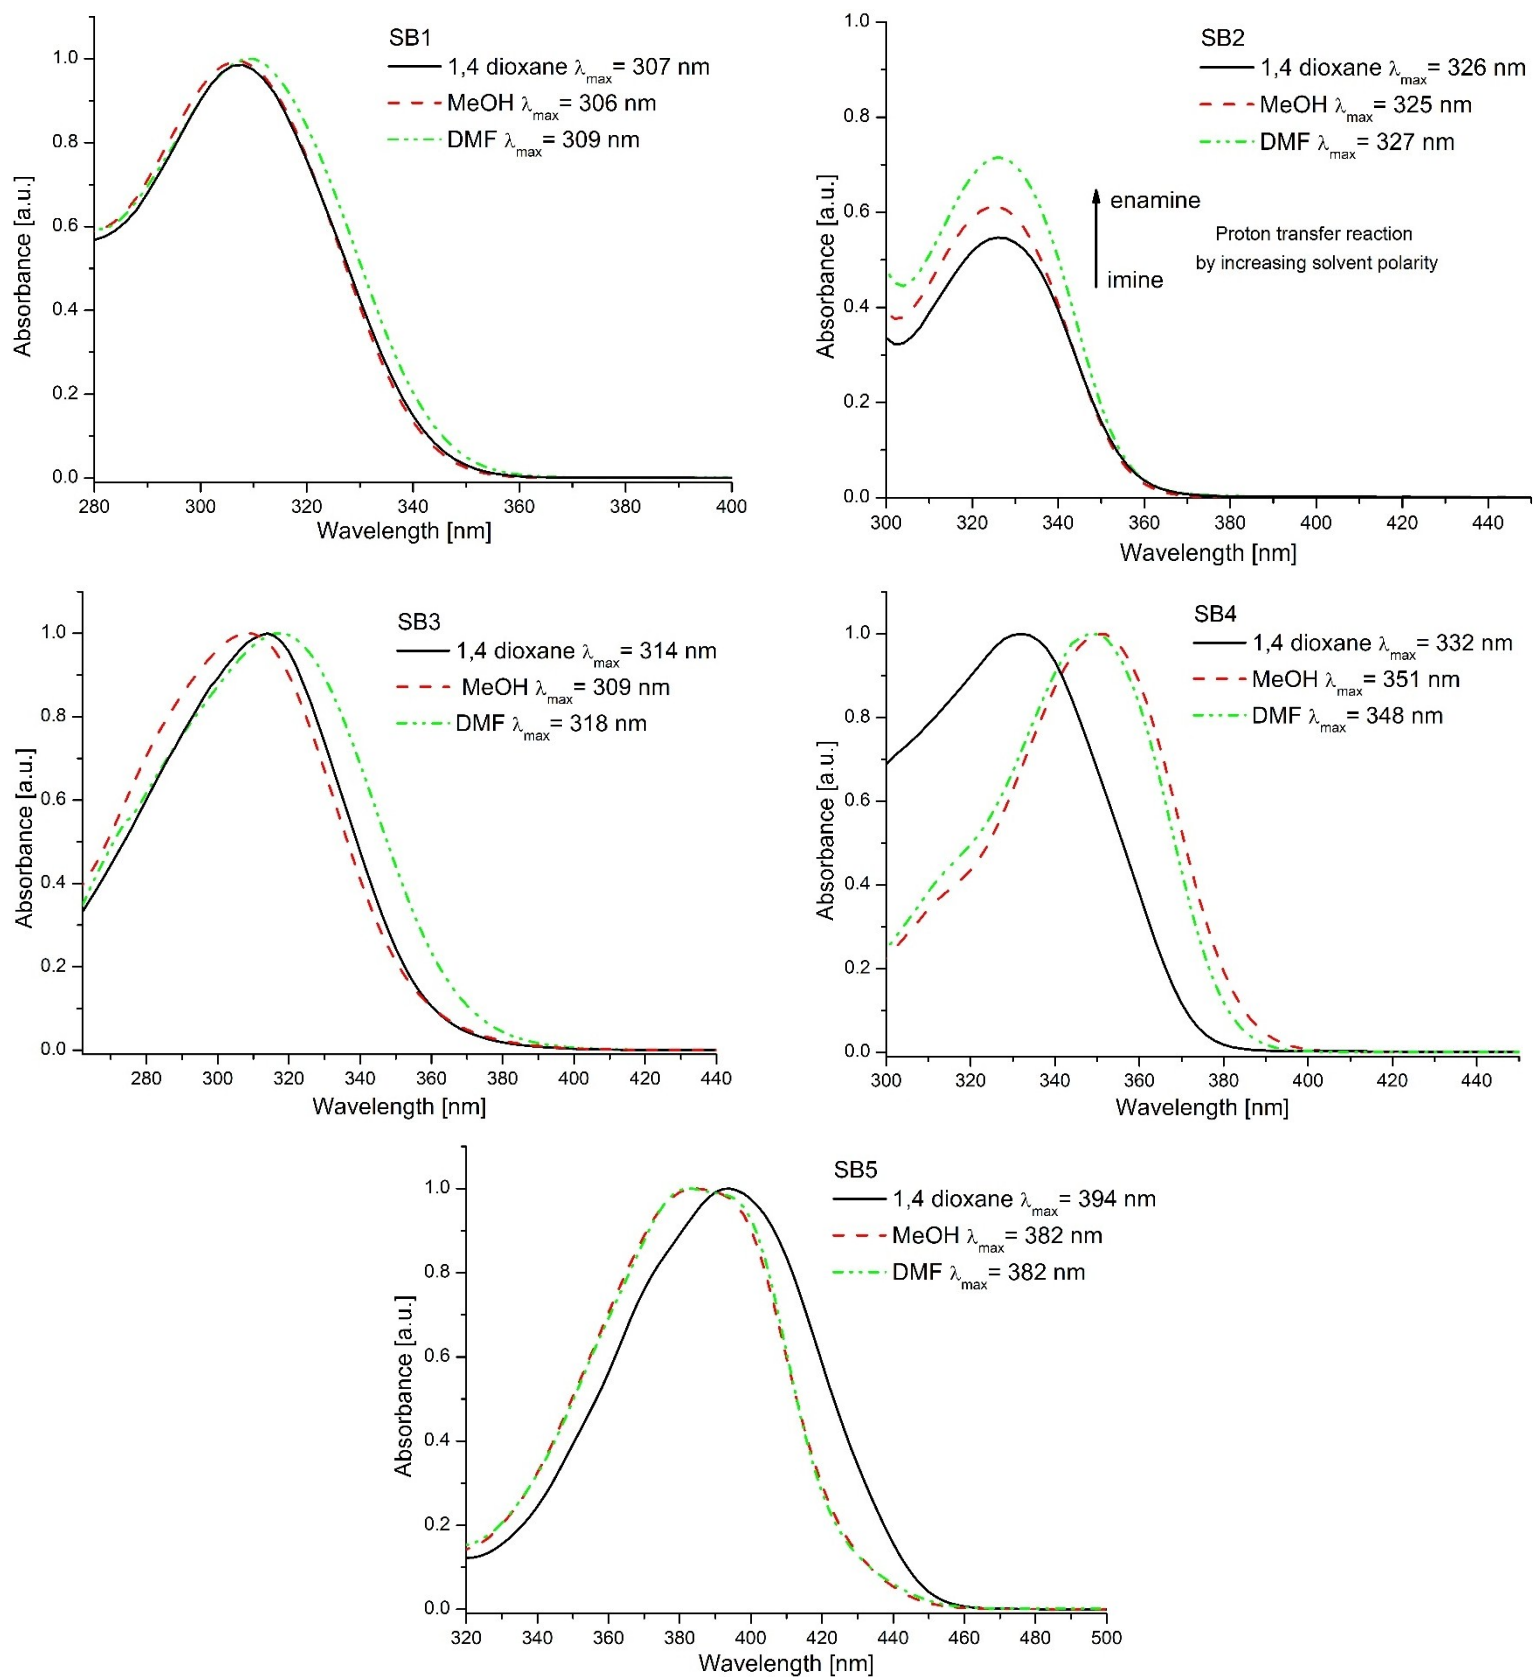 SB1
1,4 dioxane λmax= 307 nm
MeOH λmax= 306 nm
DMF λmax= 309 nm
Absorbance [a.u.]
1.0
0.8
0.6
0.4
0.2
0.0
280 300 320 340 360 380 400
Wavelength [nm]
SB2
1,4 dioxane λmax= 326 nm
MeOH λmax= 325 nm
DMF λmax= 327 nm
enamine
imine
Proton transfer reaction
by increasing solvent polarity
Absorbance [a.u.]
1.0
0.8
0.6
0.4
0.2
0.0
300 320 340 360 380 400 420 440
Wavelength [nm]
SB3
1,4 dioxane λmax= 314 nm
MeOH λmax= 309 nm
DMF λmax= 318 nm
Absorbance [a.u.]
1.0
0.8
0.6
0.4
0.2
0.0
280 300 320 340 360 380 400 420 440
Wavelength [nm]
SB4
1,4 dioxane λmax= 332 nm
MeOH λmax= 351 nm
DMF λmax= 348 nm
Absorbance [a.u.]
1.0
0.8
0.6
0.4
0.2
0.0
300 320 340 360 380 400 420 440
Wavelength [nm]
SB5
1,4 dioxane λmax= 394 nm
MeOH λmax= 382 nm
DMF λmax= 382 nm
Absorbance [a.u.]
1.0
0.8
0.6
0.4
0.2
0.0
320 340 360 380 400 420 440 460 480 500
Wavelength [nm]